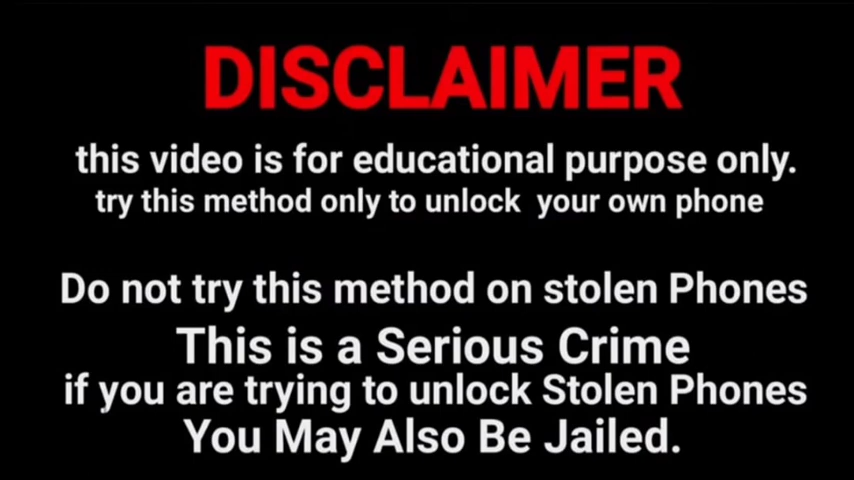 DISCLAIMER
this video is for educational purpose only.
try this method only to unlock your own phone
Do not try this method on stolen Phones
This is a Serious Crime
if you are trying to unlock Stolen Phones
You May Also Be Jailed.